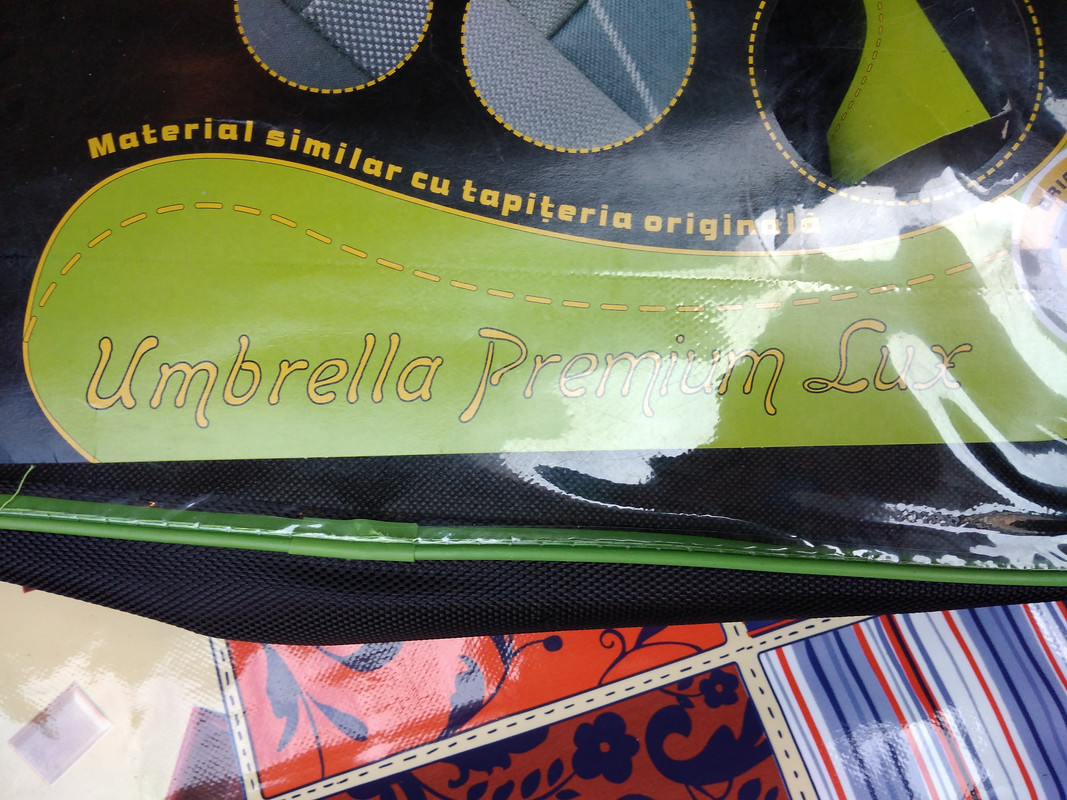 Material similar cu tapițeria originală
Umbrella Premium Lux